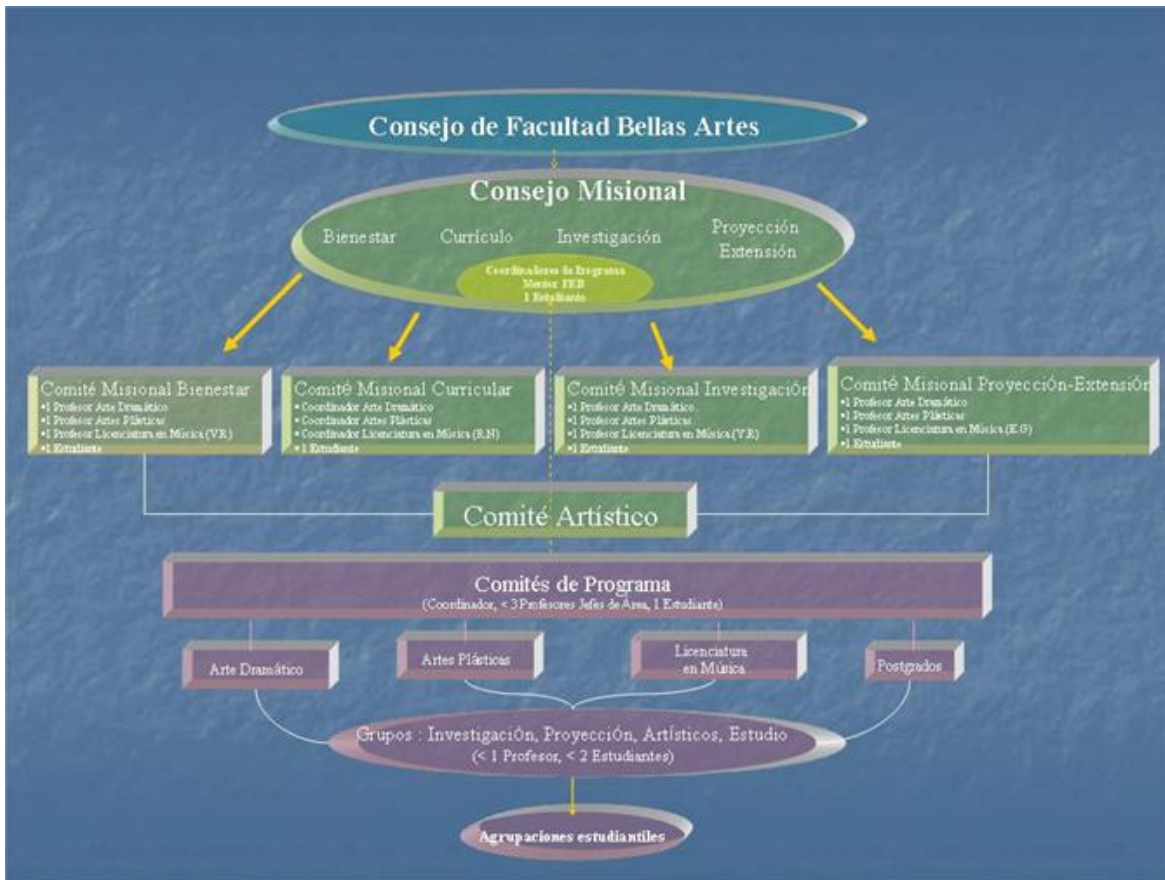 Consejo de Facultad Bellas Artes
Consejo Misional
Bienestar
Currículo
Investigación
Proyección
Extensión
Coordinadores de Programa
1 Estudiante
Comité Misional Bienestar
•1 Profesor Arte Dramático
•1 Profesor Artes Plásticas
•1 Profesor Licenciatura en Música (V.R.)
•1 Estudiante
Comité Misional Curricular
• Coordinador Arte Dramático
• Coordinador Artes Plásticas
• Coordinador Licenciatura en Música (R.N)
• 1 Estudiante
Comité Misional Investigación
•1 Profesor Arte Dramático.
•1 Profesor Artes Plásticas.
•1 Profesor Licenciatura en Música (Y.R)
•1 Estudiante
Comité Misional Proyección-Extensión
•1 Profesor Arte Dramático
•1 Profesor Artes Plásticas
•1 Profesor Licenciatura en Música (E.G)
•1 Estudiante
Comité Artístico
Comités de Programa
(Coordinador, < 3 Profesores Jefes de Área, 1 Estudiante)
Arte Dramático
Artes Plásticas
Licenciatura
en Música
Postgrados
Grupos : Investigación, Proyección, Artísticos, Estudio
(< 1 Profesor, < 2 Estudiantes)
Agrupaciones estudiantiles